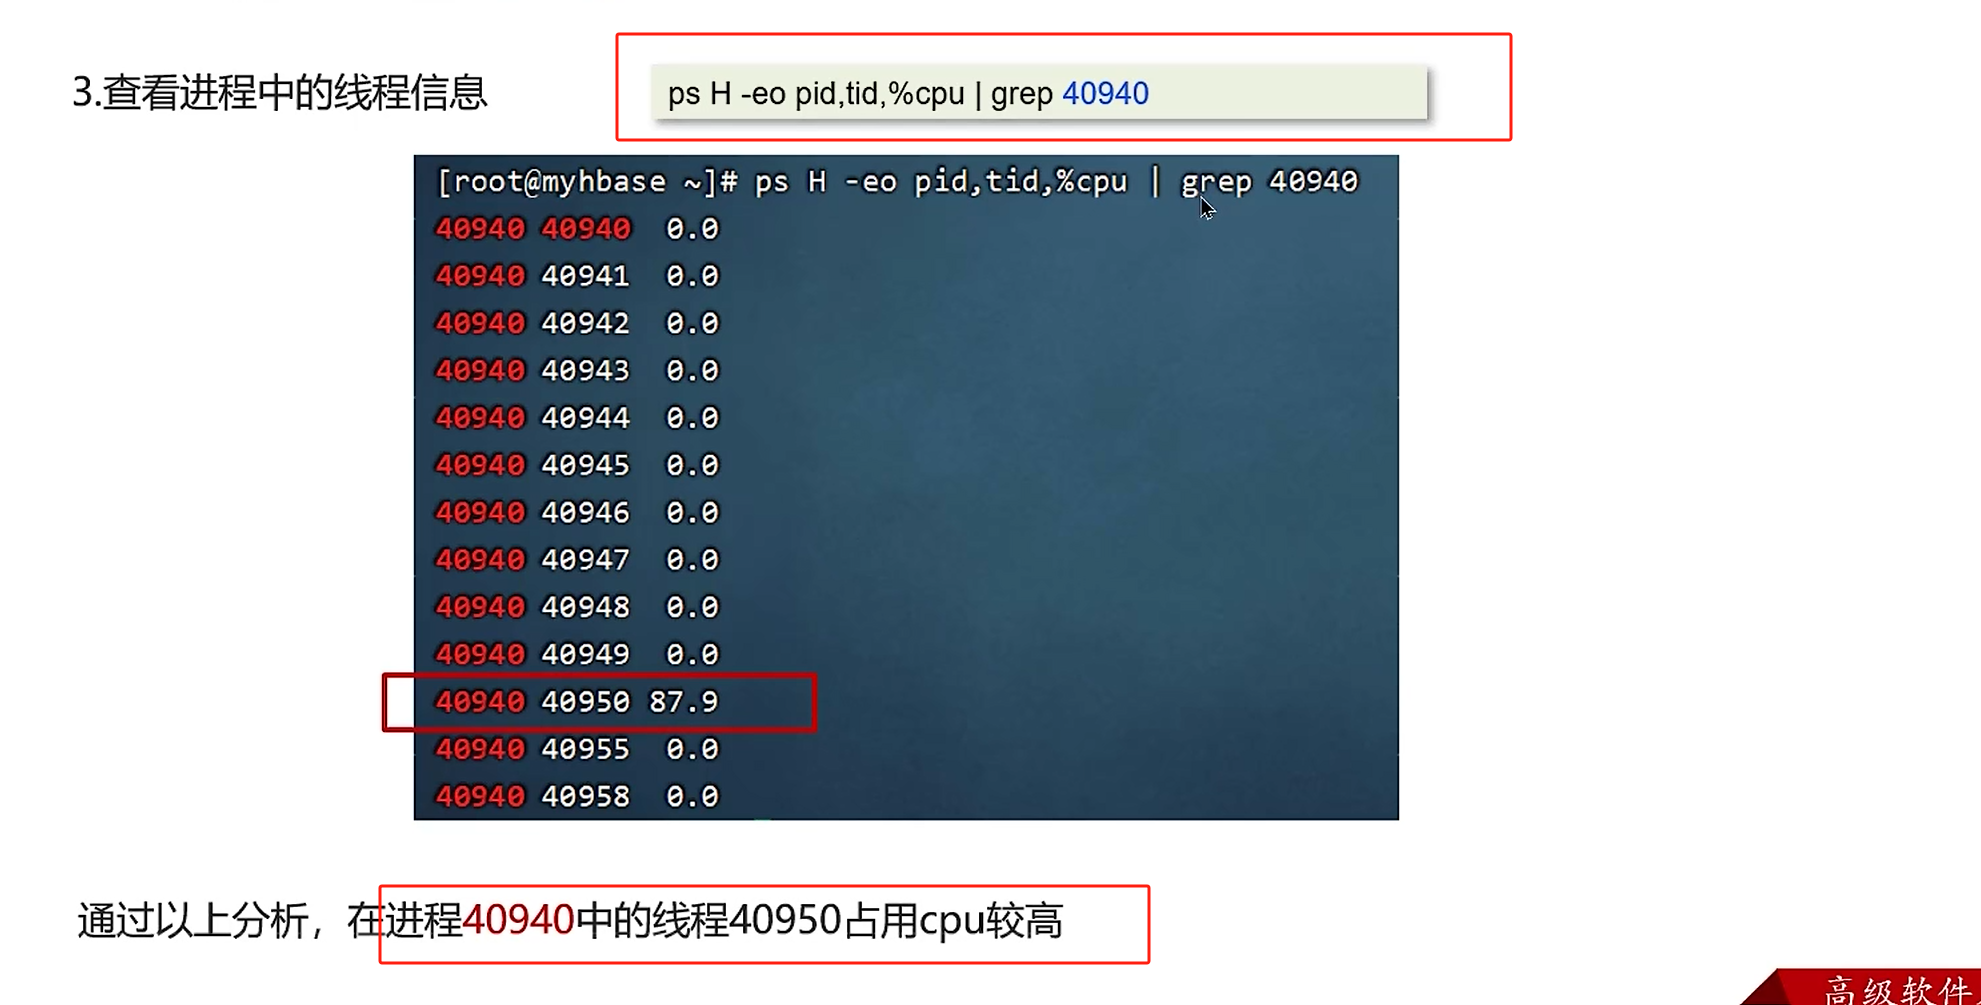 3.查看进程中的线程信息
ps H -eo pid,tid,%cpu | grep 40940
[root@myhbase ~]# ps H -eo pid,tid,%cpu | grep 40940
40940 40940 0.0
40940 40941 0.0
40940 40942 0.0
40940 40943 0.0
40940 40944 0.0
40940 40945 0.0
40940 40946 0.0
40940 40947 0.0
40940 40948 0.0
40940 40949 0.0
40940 40950 87.9
40940 40955 0.0
40940 40958 0.0
通过以上分析，在进程40940中的线程40950占用cpu较高
高级软件